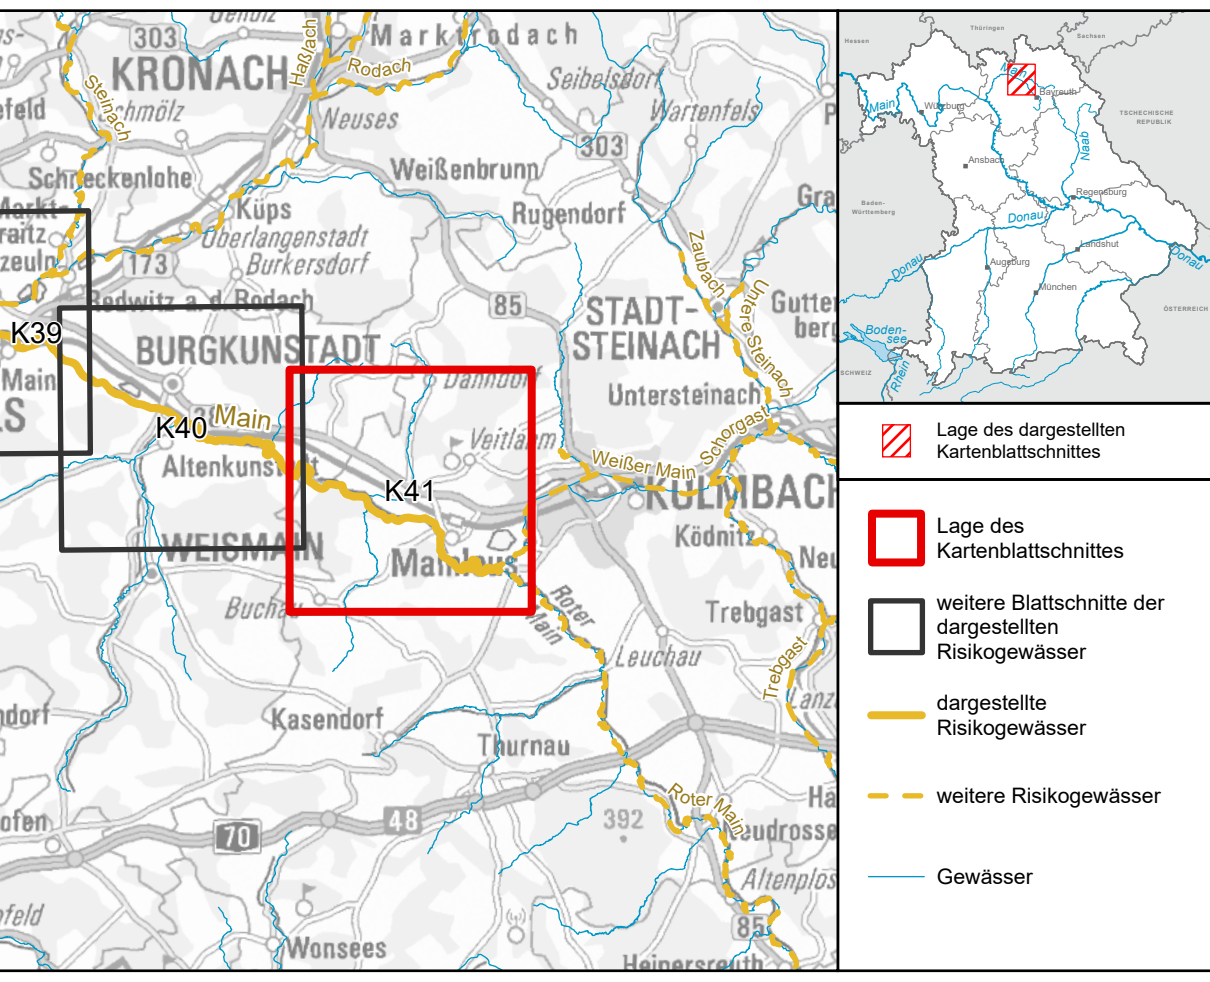 303
Marktrodach
KRONACH
Haßlach
Rodach
Seibelsdorf
Steinach
Neuses
Wartenfels
303
Schneckenlohe
Weißenbrunn
Küps
Rugendorf
Oberlangenstadt
173
Burkersdorf
Zaubach
Redwitz a.d. Rodach
85
STADT-
STEINACH
Untere Steinach
K39
BURGKUNSTADT
Main
Danndorf
Untersteinach
Main
K40
Veitlahm
Schorgast
Weißer Main
Altenkunstadt
K41
KULMBACH
Ködnitz
WEISMAIN
Mainleus
Buchau
Roter
Main
Trebgast
Leuchau
Trebgast
Kasendorf
Thurnau
Roter Main
70
48
392
Altenplos
85
Wonsees
Heinersreuth
Thüringen
Hessen
Sachsen
Main
Bayreuth
Main
Würzburg
TSCHECHISCHE
REPUBLIK
Naab
Ansbach
Regensburg
Baden-
Württemberg
Donau
Landshut
Donau
Donau
Augsburg
München
ÖSTERREICH
Boden-
see
Rhein
SCHWEIZ
Lage des dargestellten
Kartenblattschnittes
Lage des
Kartenblattschnittes
weitere Blattschnitte der
dargestellten
Risikogewässer
dargestellte
Risikogewässer
weitere Risikogewässer
Gewässer